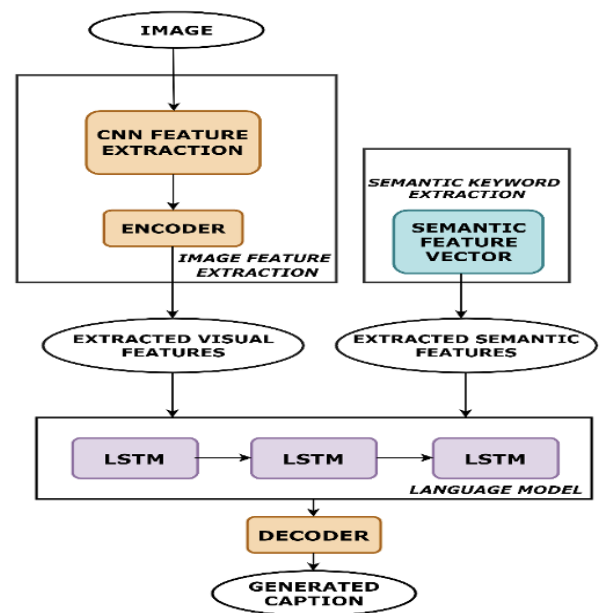 IMAGE
CNN FEATURE
EXTRACTION
ENCODER
IMAGE FEATURE
EXTRACTION
SEMANTIC KEYWORD
EXTRACTION
SEMANTIC
FEATURE
VECTOR
EXTRACTED VISUAL
FEATURES
EXTRACTED SEMANTIC
FEATURES
LSTM
LSTM
LSTM
LANGUAGE MODEL
DECODER
GENERATED
CAPTION